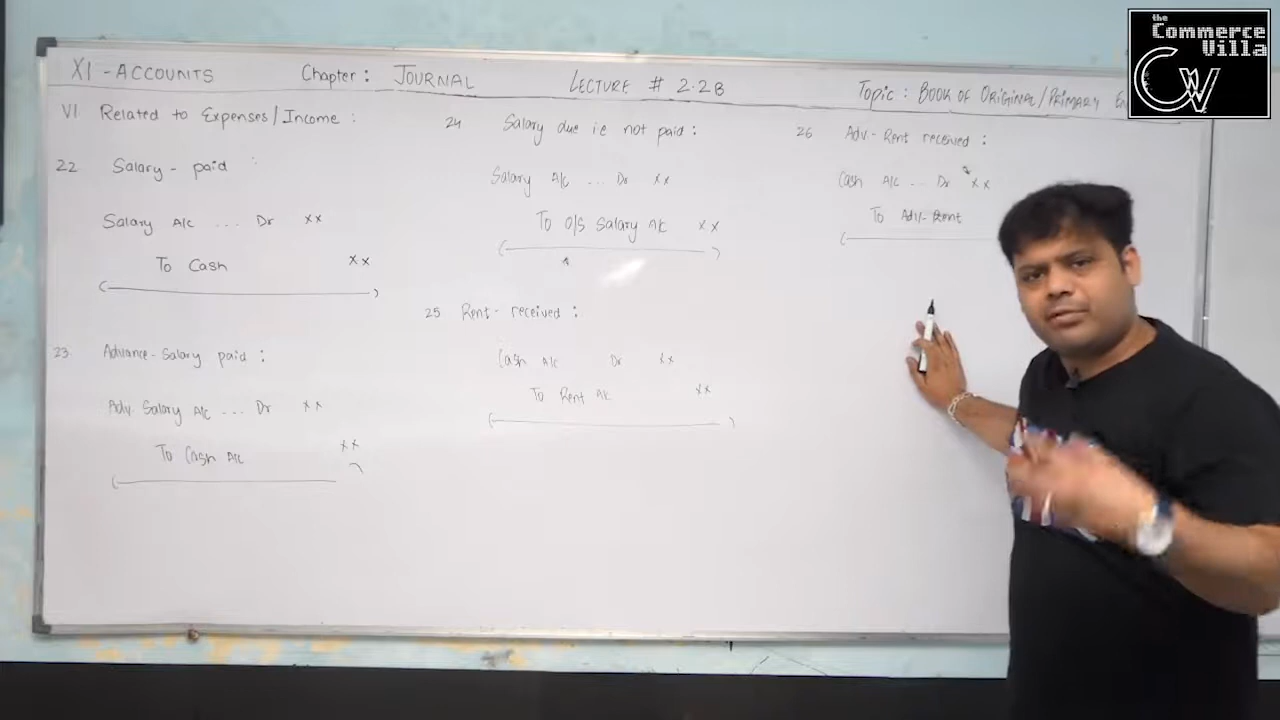 the
Commerce
Villa
CV
XI - ACCOUNTS Chapter : JOURNAL LECTURE # 2.2B Topic : BOOK OF ORIGINAL/PRIMARY
VI Related to Expenses/Income :
22 Salary - paid :
Salary A/c ... Dr xx
To Cash xx
23. Advance-Salary paid :
Adv. Salary A/c ... Dr xx
To Cash A/c xx
24 Salary due ie not paid :
Salary A/c ... Dr xx
To O/S Salary A/c xx
25 Rent - received :
Cash A/c Dr xx
To Rent A/c xx
26 Adv.- Rent received :
Cash A/c ... Dr xx
To Adv.- Rent